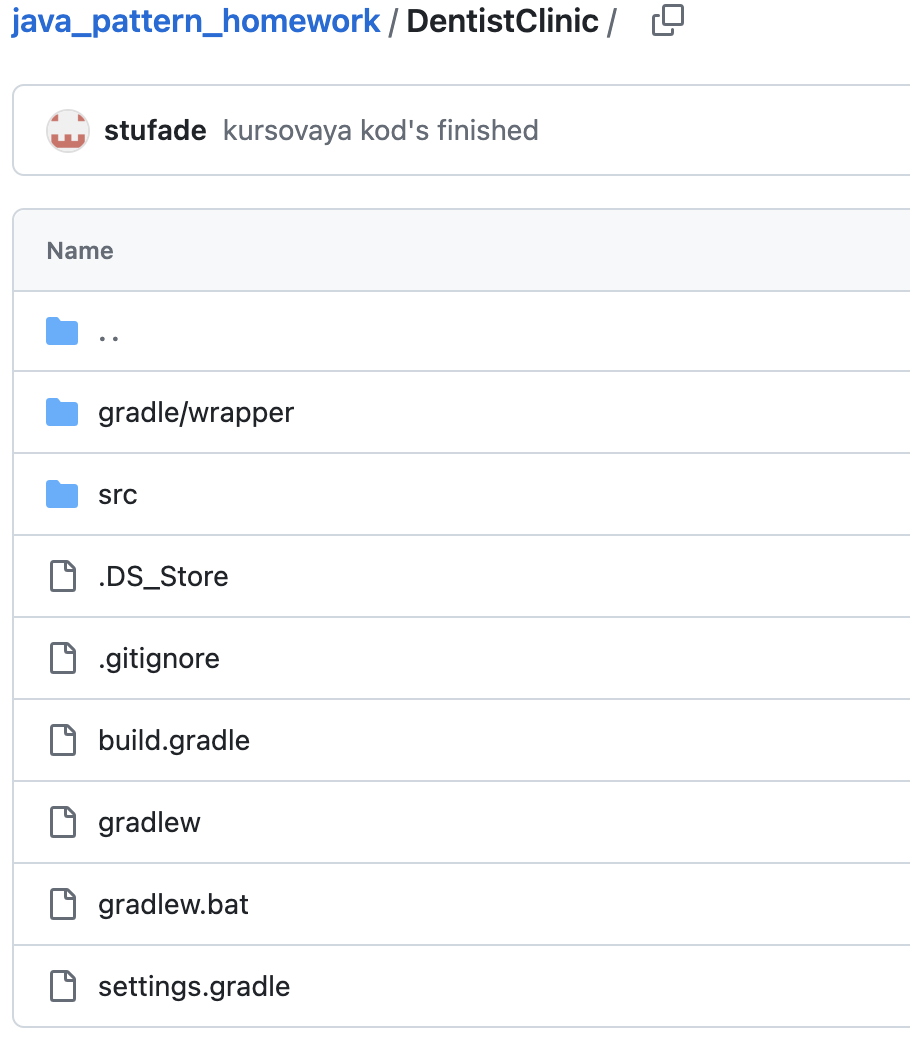 java_pattern_homework / DentistClinic /
stufade kursovaya kod's finished
Name
..
gradle/wrapper
src
.DS_Store
.gitignore
build.gradle
gradlew
gradlew.bat
settings.gradle